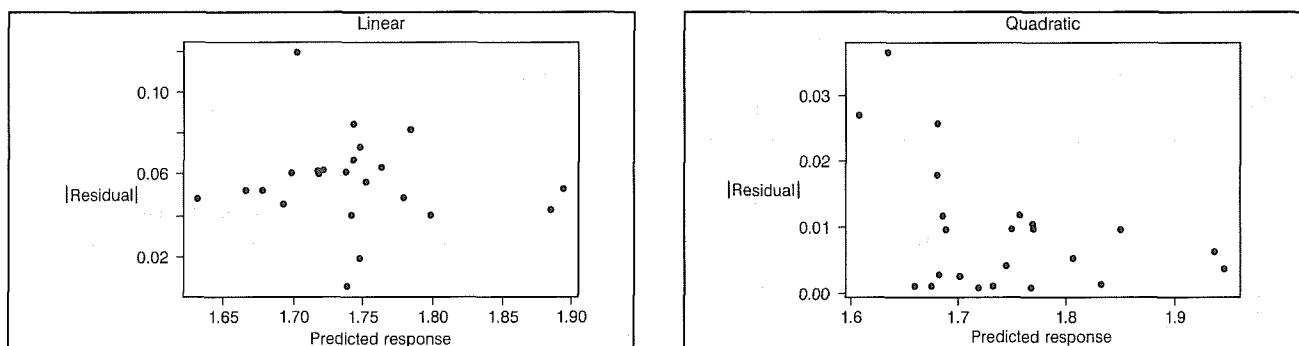 Linear
0.10
0.06
|Residual|
0.02
1.65 1.70 1.75 1.80 1.85 1.90
Predicted response
Quadratic
0.03
0.02
|Residual|
0.01
0.00
1.6 1.7 1.8 1.9
Predicted response